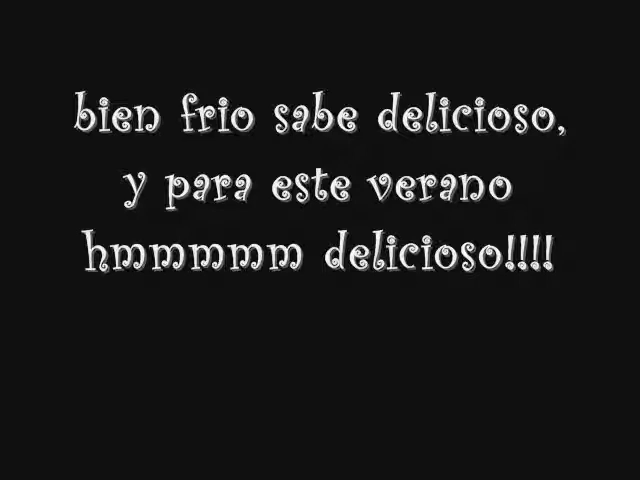 bien frio sabe delicioso,
y para este verano
hmmmmm delicioso!!!!